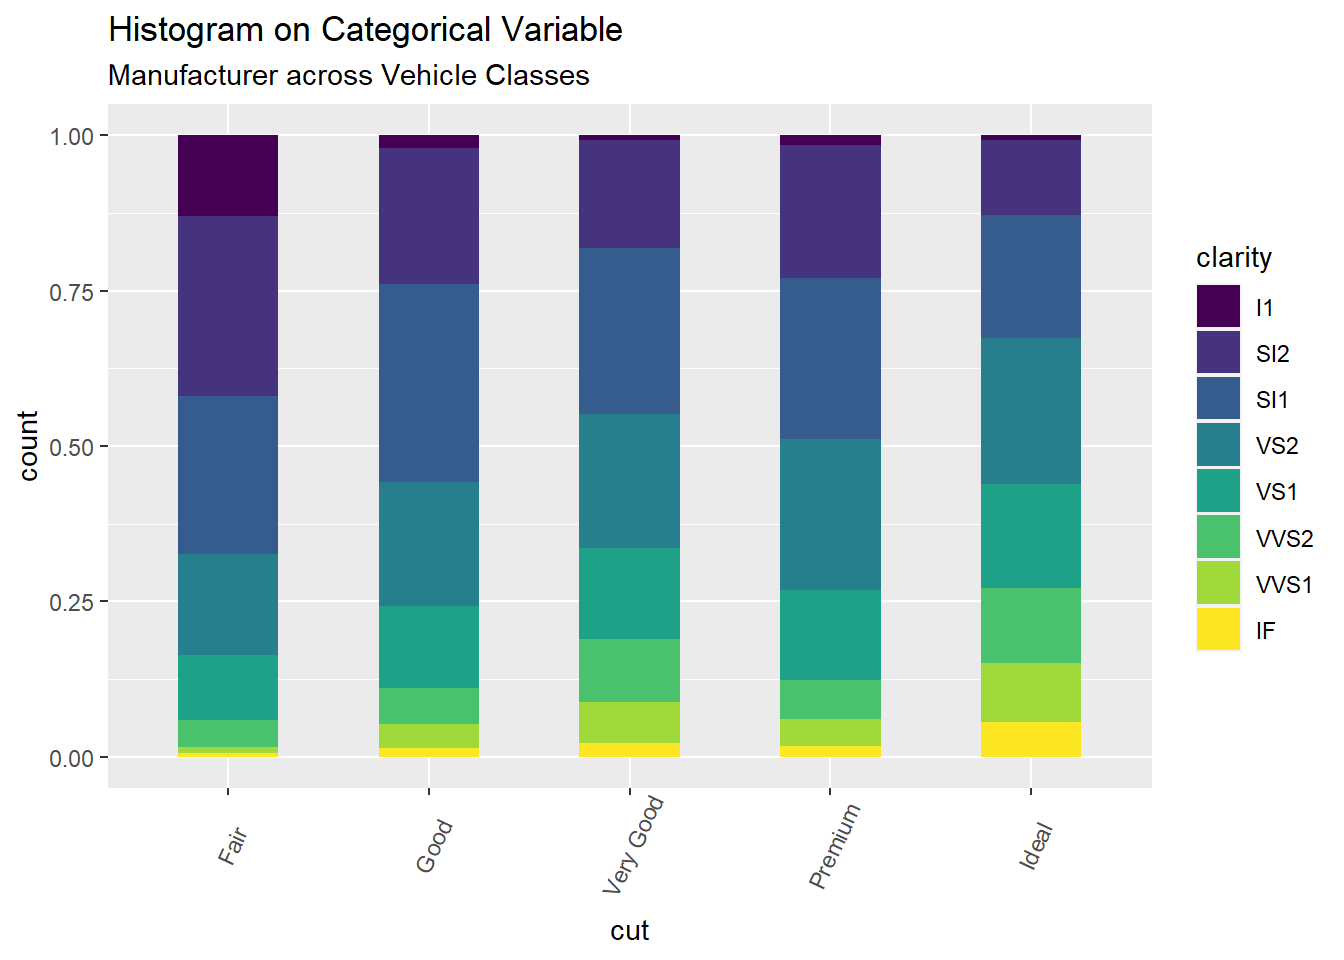 Histogram on Categorical Variable
Manufacturer across Vehicle Classes
1.00
0.75
0.50
0.25
0.00
count
Fair
Good
Very Good
Premium
Ideal
cut
clarity
I1
SI2
SI1
VS2
VS1
VVS2
VVS1
IF